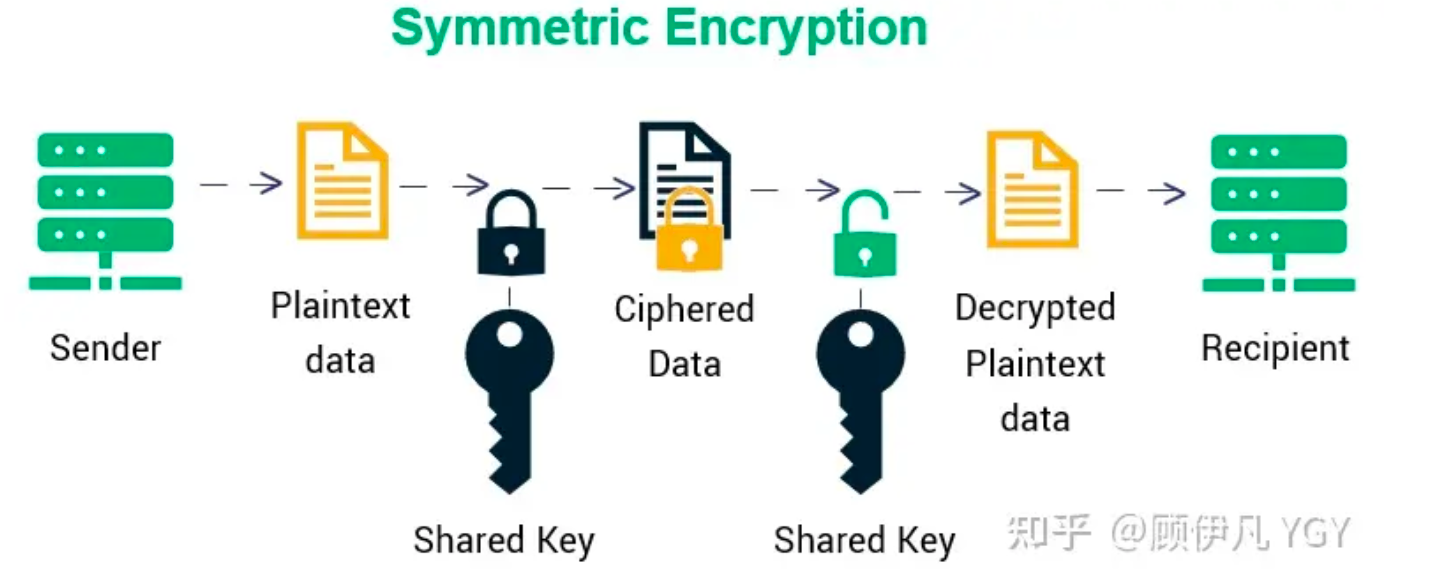 Symmetric Encryption
Sender
Plaintext
data
Shared Key
Ciphered
Data
Shared Key
Decrypted
Plaintext
data
Recipient
知乎 @顾伊凡 YGY